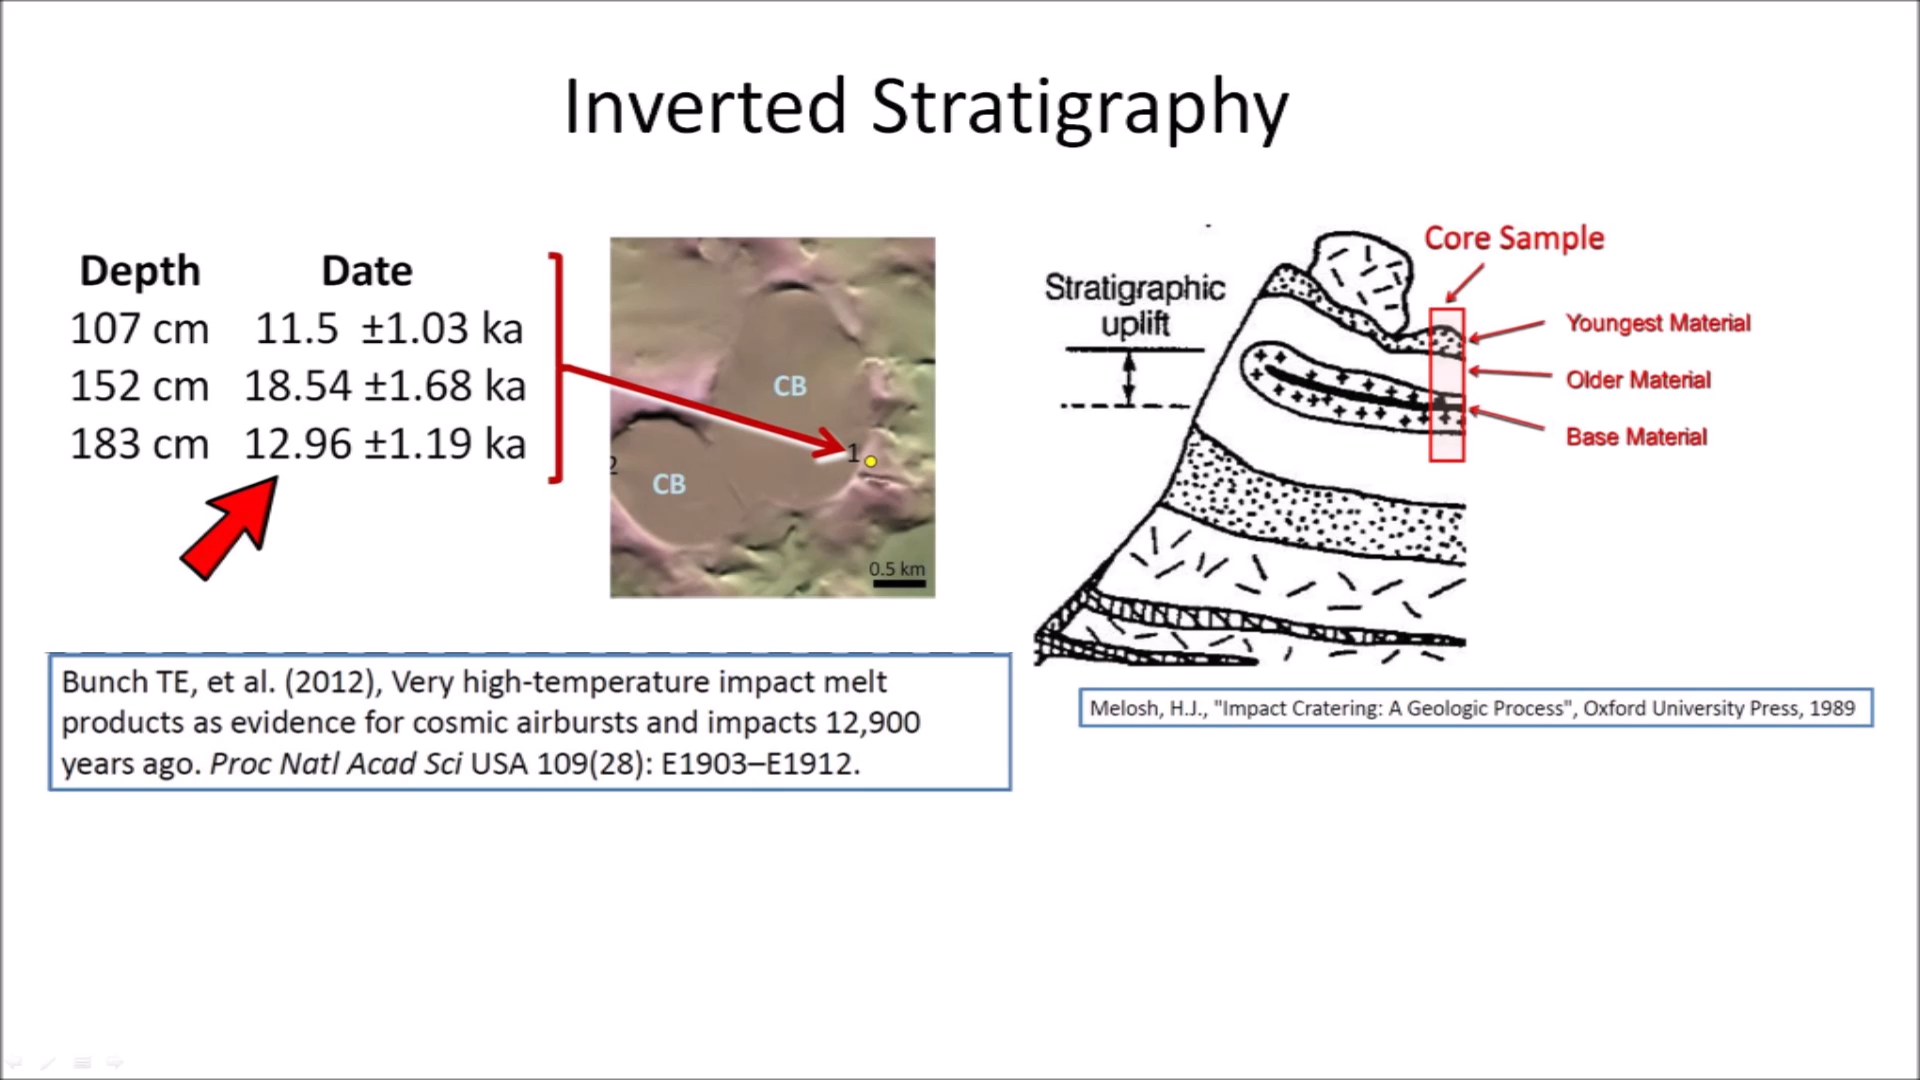 Inverted Stratigraphy
Depth Date
107 cm 11.5 ±1.03 ka
152 cm 18.54 ±1.68 ka
183 cm 12.96 ±1.19 ka
CB
1
2
CB
0.5 km
Core Sample
Stratigraphic
uplift
Youngest Material
Older Material
Base Material
Bunch TE, et al. (2012), Very high-temperature impact melt
products as evidence for cosmic airbursts and impacts 12,900
years ago. Proc Natl Acad Sci USA 109(28): E1903–E1912.
Melosh, H.J., "Impact Cratering: A Geologic Process", Oxford University Press, 1989